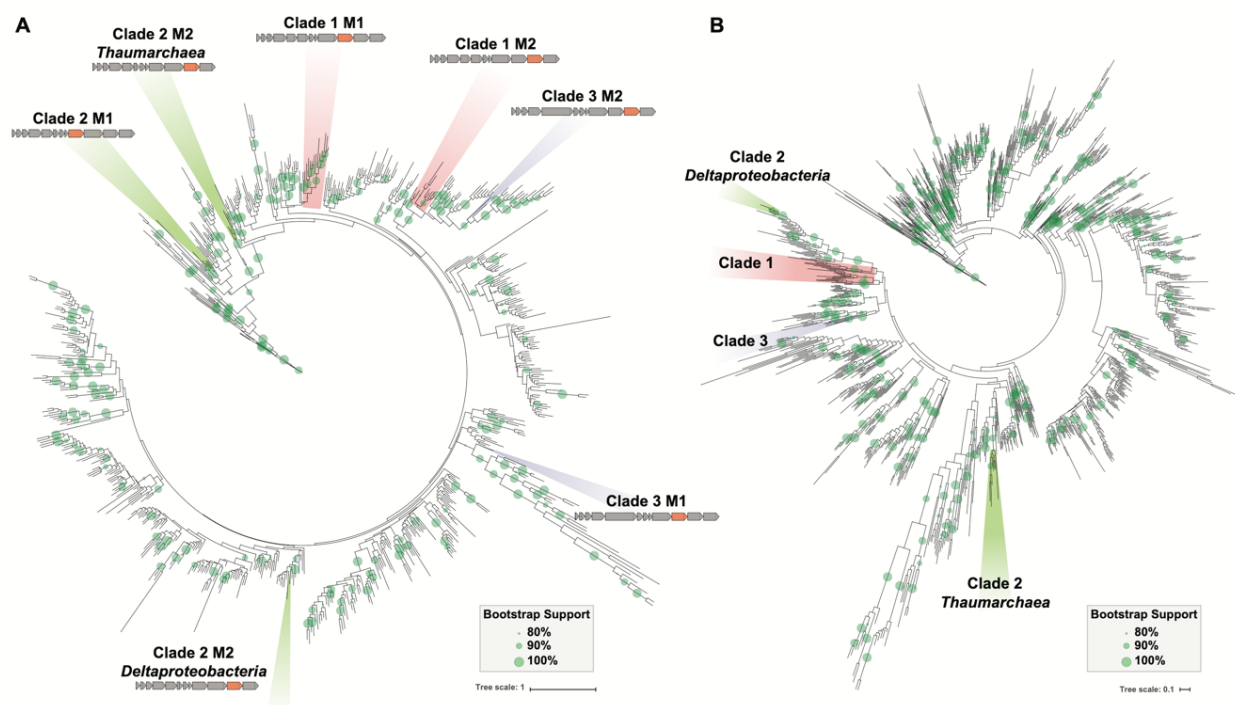 A
Clade 2 M2
Thaumarchaea
Clade 1 M1
Clade 1 M2
Clade 3 M2
Clade 2 M1
Clade 3 M1
Clade 2 M2
Deltaproteobacteria
Bootstrap Support
80%
90%
100%
Tree scale: 1
B
Clade 2
Deltaproteobacteria
Clade 1
Clade 3
Clade 2
Thaumarchaea
Bootstrap Support
80%
90%
100%
Tree scale: 0.1